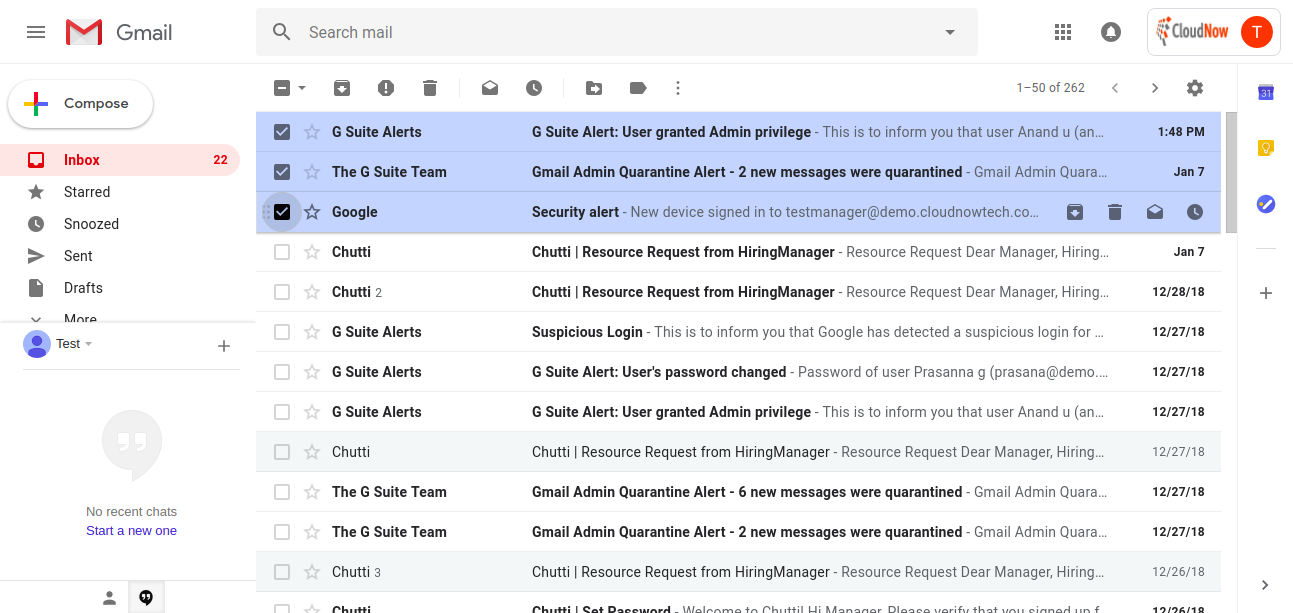 Gmail
Search mail
CloudNow
T
Compose
1–50 of 262
31
Inbox 22
Starred
Snoozed
Sent
Drafts
More
Test
No recent chats
Start a new one
G Suite Alerts G Suite Alert: User granted Admin privilege - This is to inform you that user Anand u (an… 1:48 PM
The G Suite Team Gmail Admin Quarantine Alert - 2 new messages were quarantined - Gmail Admin Quara… Jan 7
Google Security alert - New device signed in to testmanager@demo.cloudnowtech.co…
Chutti Chutti | Resource Request from HiringManager - Resource Request Dear Manager, Hiring… Jan 7
Chutti 2 Chutti | Resource Request from HiringManager - Resource Request Dear Manager, Hiring… 12/28/18
G Suite Alerts Suspicious Login - This is to inform you that Google has detected a suspicious login for … 12/27/18
G Suite Alerts G Suite Alert: User's password changed - Password of user Prasanna g (prasana@demo.… 12/27/18
G Suite Alerts G Suite Alert: User granted Admin privilege - This is to inform you that user Anand u (an… 12/27/18
Chutti Chutti | Resource Request from HiringManager - Resource Request Dear Manager, Hiring… 12/27/18
The G Suite Team Gmail Admin Quarantine Alert - 6 new messages were quarantined - Gmail Admin Quara… 12/27/18
The G Suite Team Gmail Admin Quarantine Alert - 2 new messages were quarantined - Gmail Admin Quara… 12/27/18
Chutti 3 Chutti | Resource Request from HiringManager - Resource Request Dear Manager, Hiring… 12/26/18
Chutti Chutti | Set Password - Welcome to Chutti! Hi Manager, Please verify that you signed up f… 12/26/18